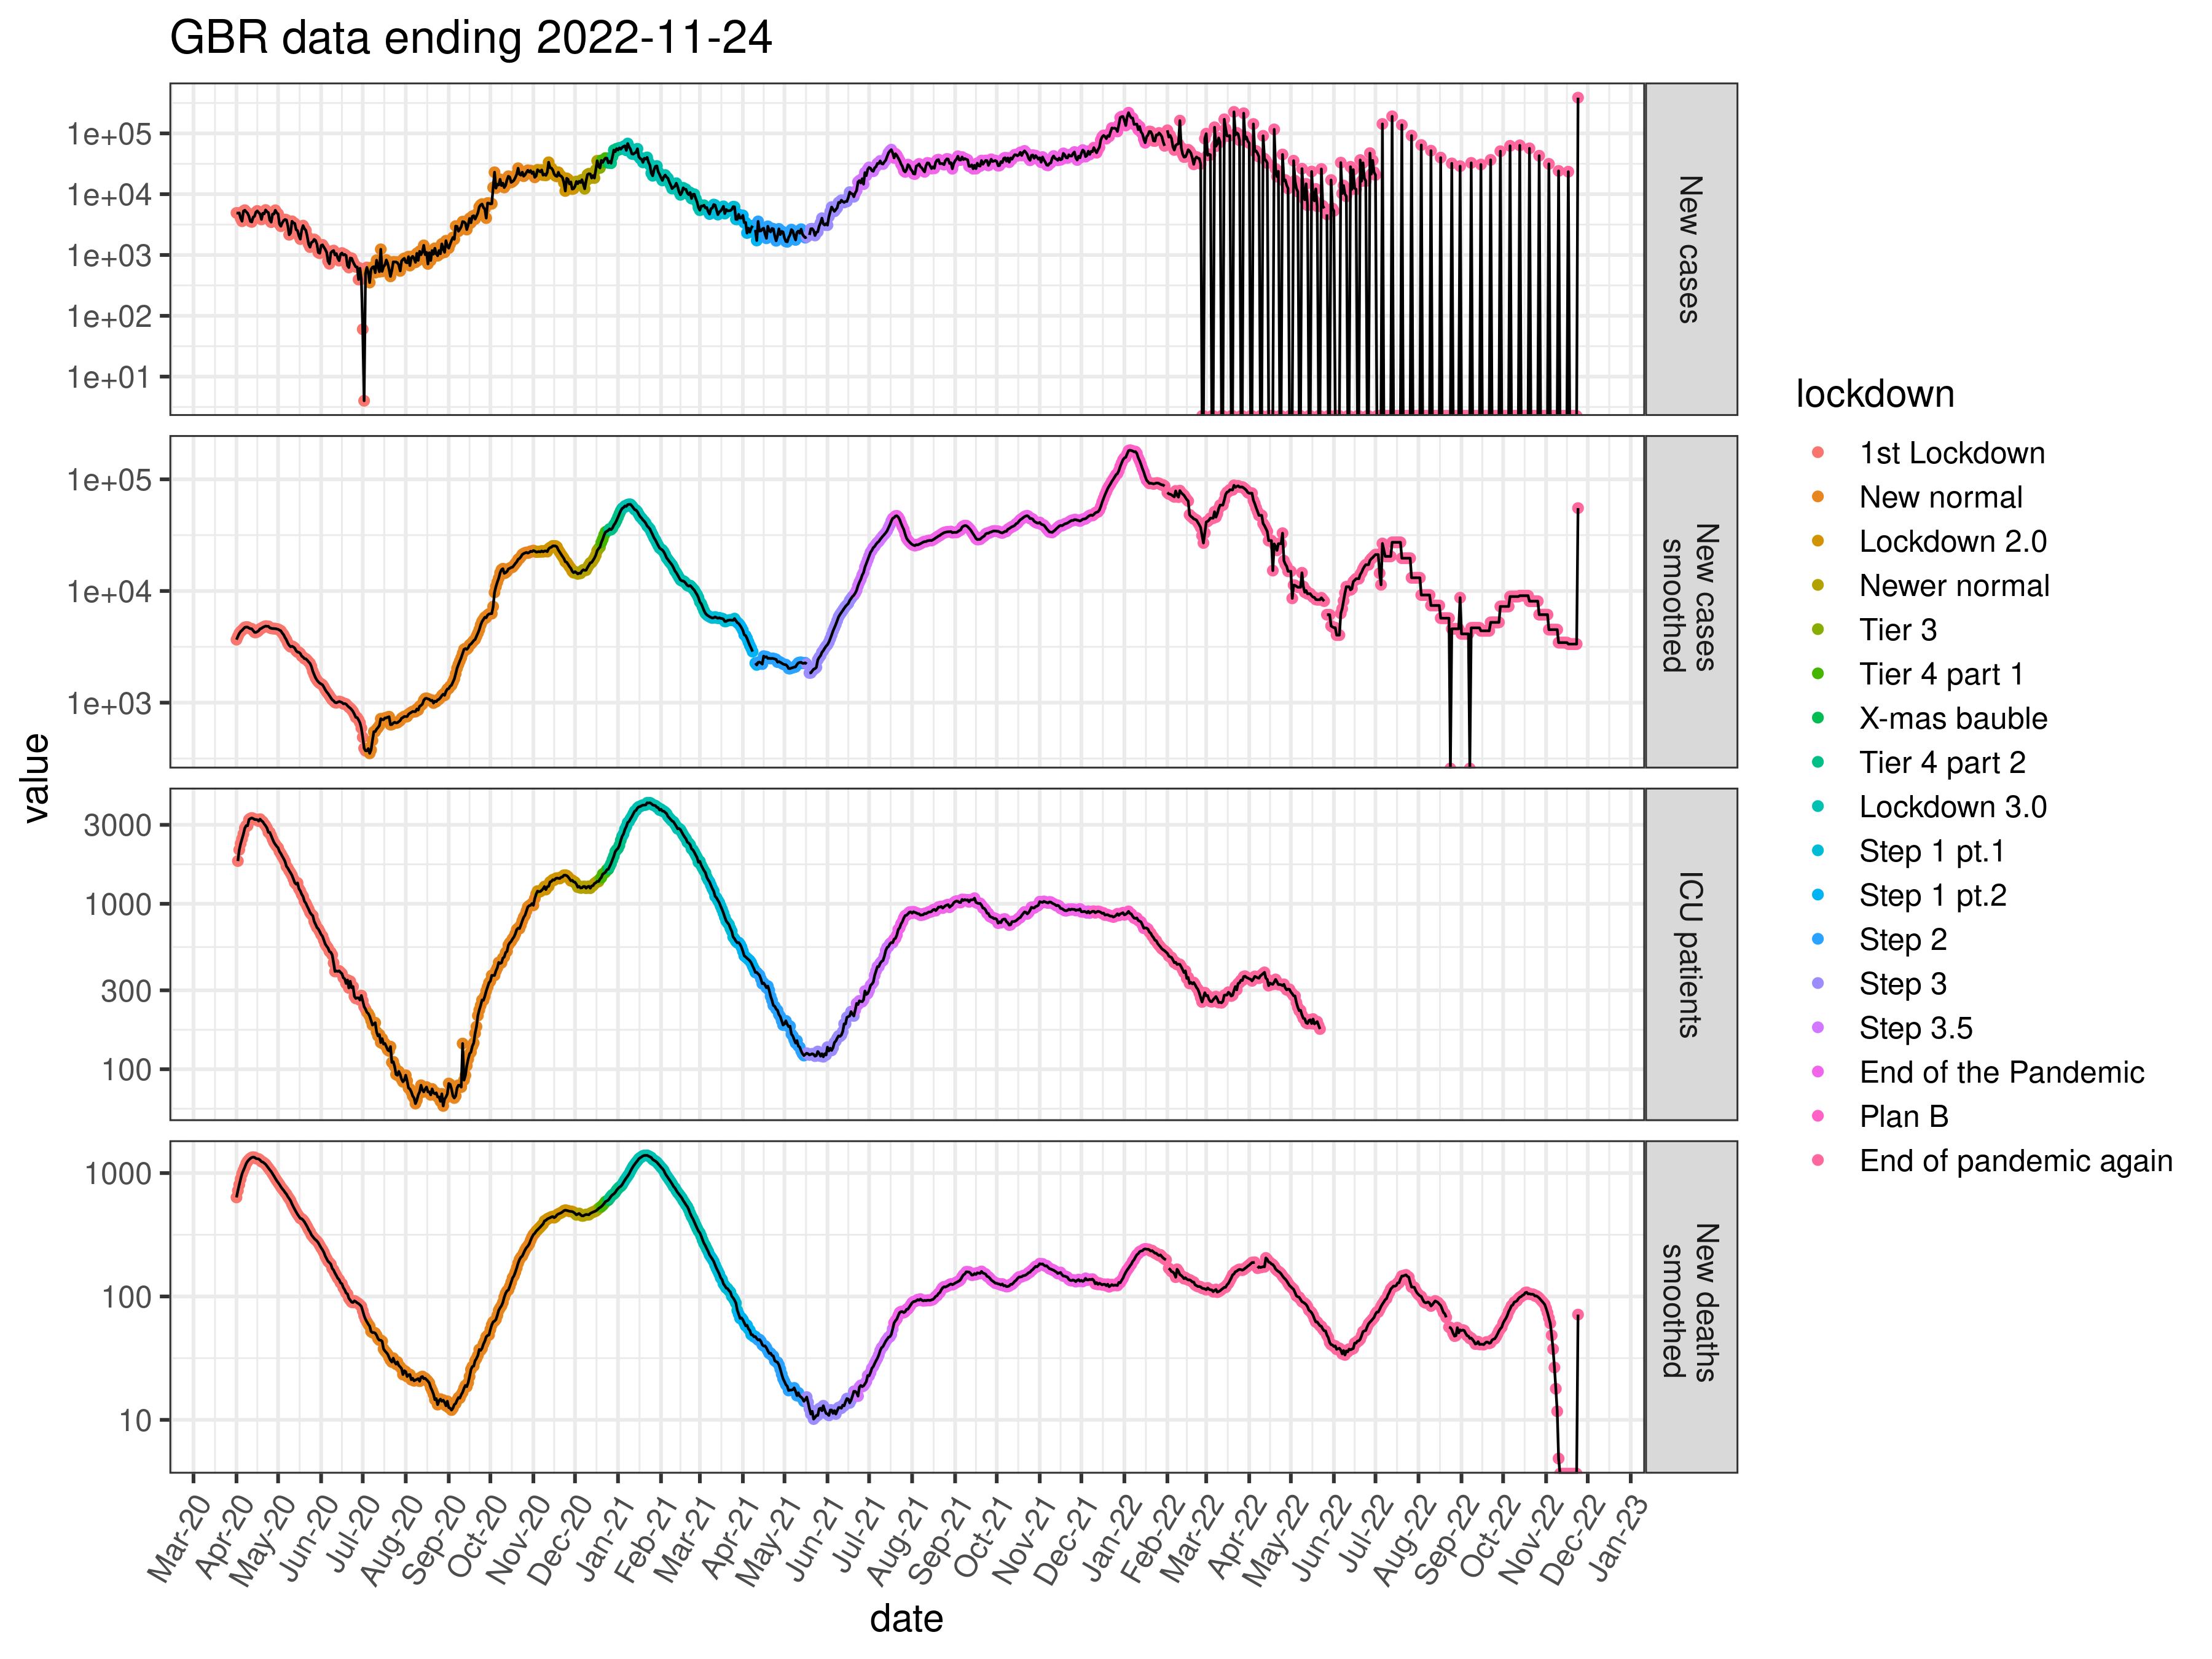 GBR data ending 2022-11-24
value
1e+05
1e+04
1e+03
1e+02
1e+01
New cases
1e+05
1e+04
1e+03
New cases
smoothed
3000
1000
300
100
ICU patients
1000
100
10
New deaths
smoothed
Mar-20
Apr-20
May-20
Jun-20
Jul-20
Aug-20
Sep-20
Oct-20
Nov-20
Dec-20
Jan-21
Feb-21
Mar-21
Apr-21
May-21
Jun-21
Jul-21
Aug-21
Sep-21
Oct-21
Nov-21
Dec-21
Jan-22
Feb-22
Mar-22
Apr-22
May-22
Jun-22
Jul-22
Aug-22
Sep-22
Oct-22
Nov-22
Dec-22
Jan-23
date
lockdown
1st Lockdown
New normal
Lockdown 2.0
Newer normal
Tier 3
Tier 4 part 1
X-mas bauble
Tier 4 part 2
Lockdown 3.0
Step 1 pt.1
Step 1 pt.2
Step 2
Step 3
Step 3.5
End of the Pandemic
Plan B
End of pandemic again